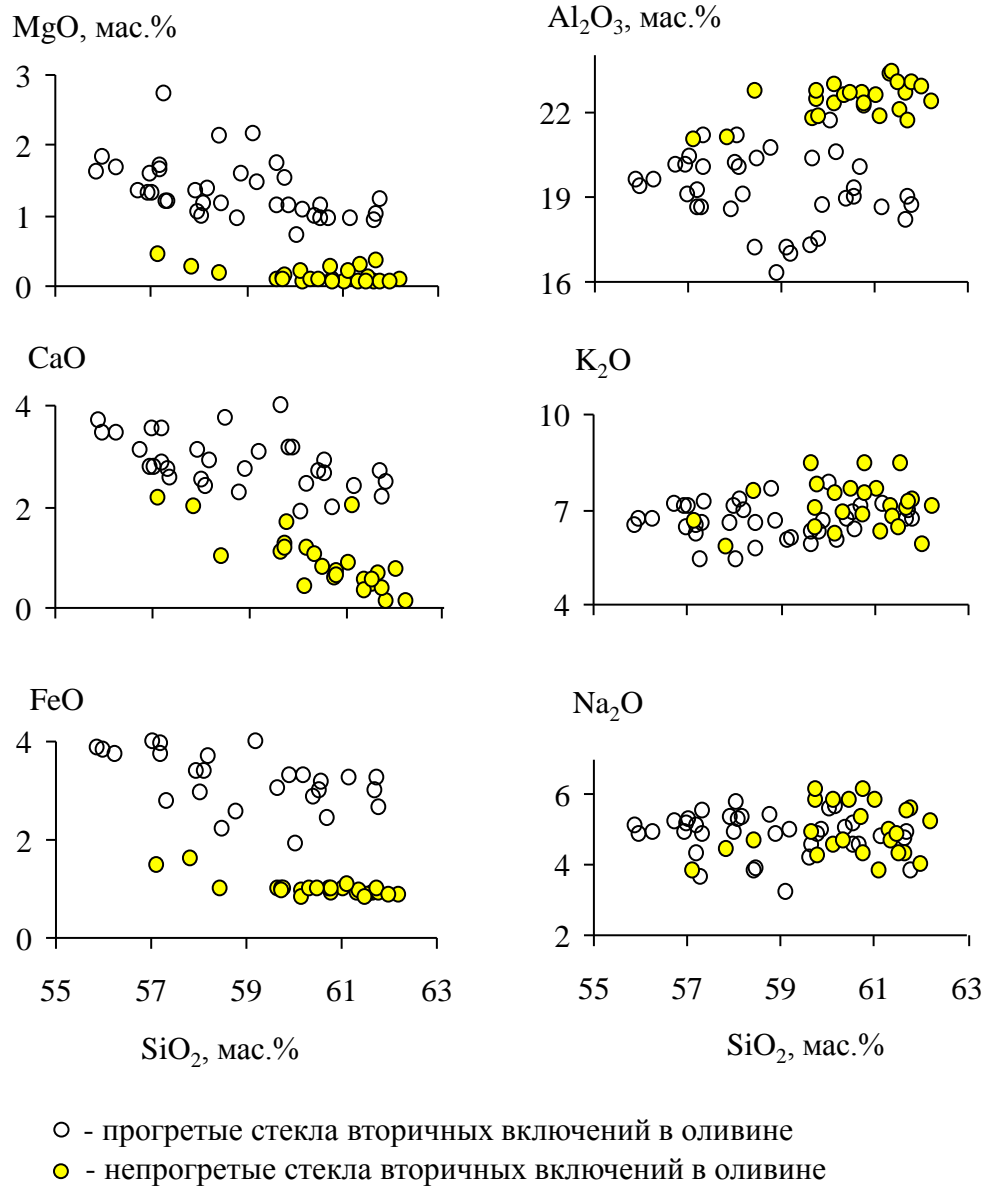 MgO, мас.%
3
2
1
0
Al₂O₃, мас.%
22
19
16
CaO
4
2
0
K₂O
10
7
4
FeO
4
2
0
55 57 59 61 63
SiO₂, мас.%
Na₂O
6
4
2
55 57 59 61 63
SiO₂, мас.%
- прогретые стекла вторичных включений в оливине
- непрогретые стекла вторичных включений в оливине